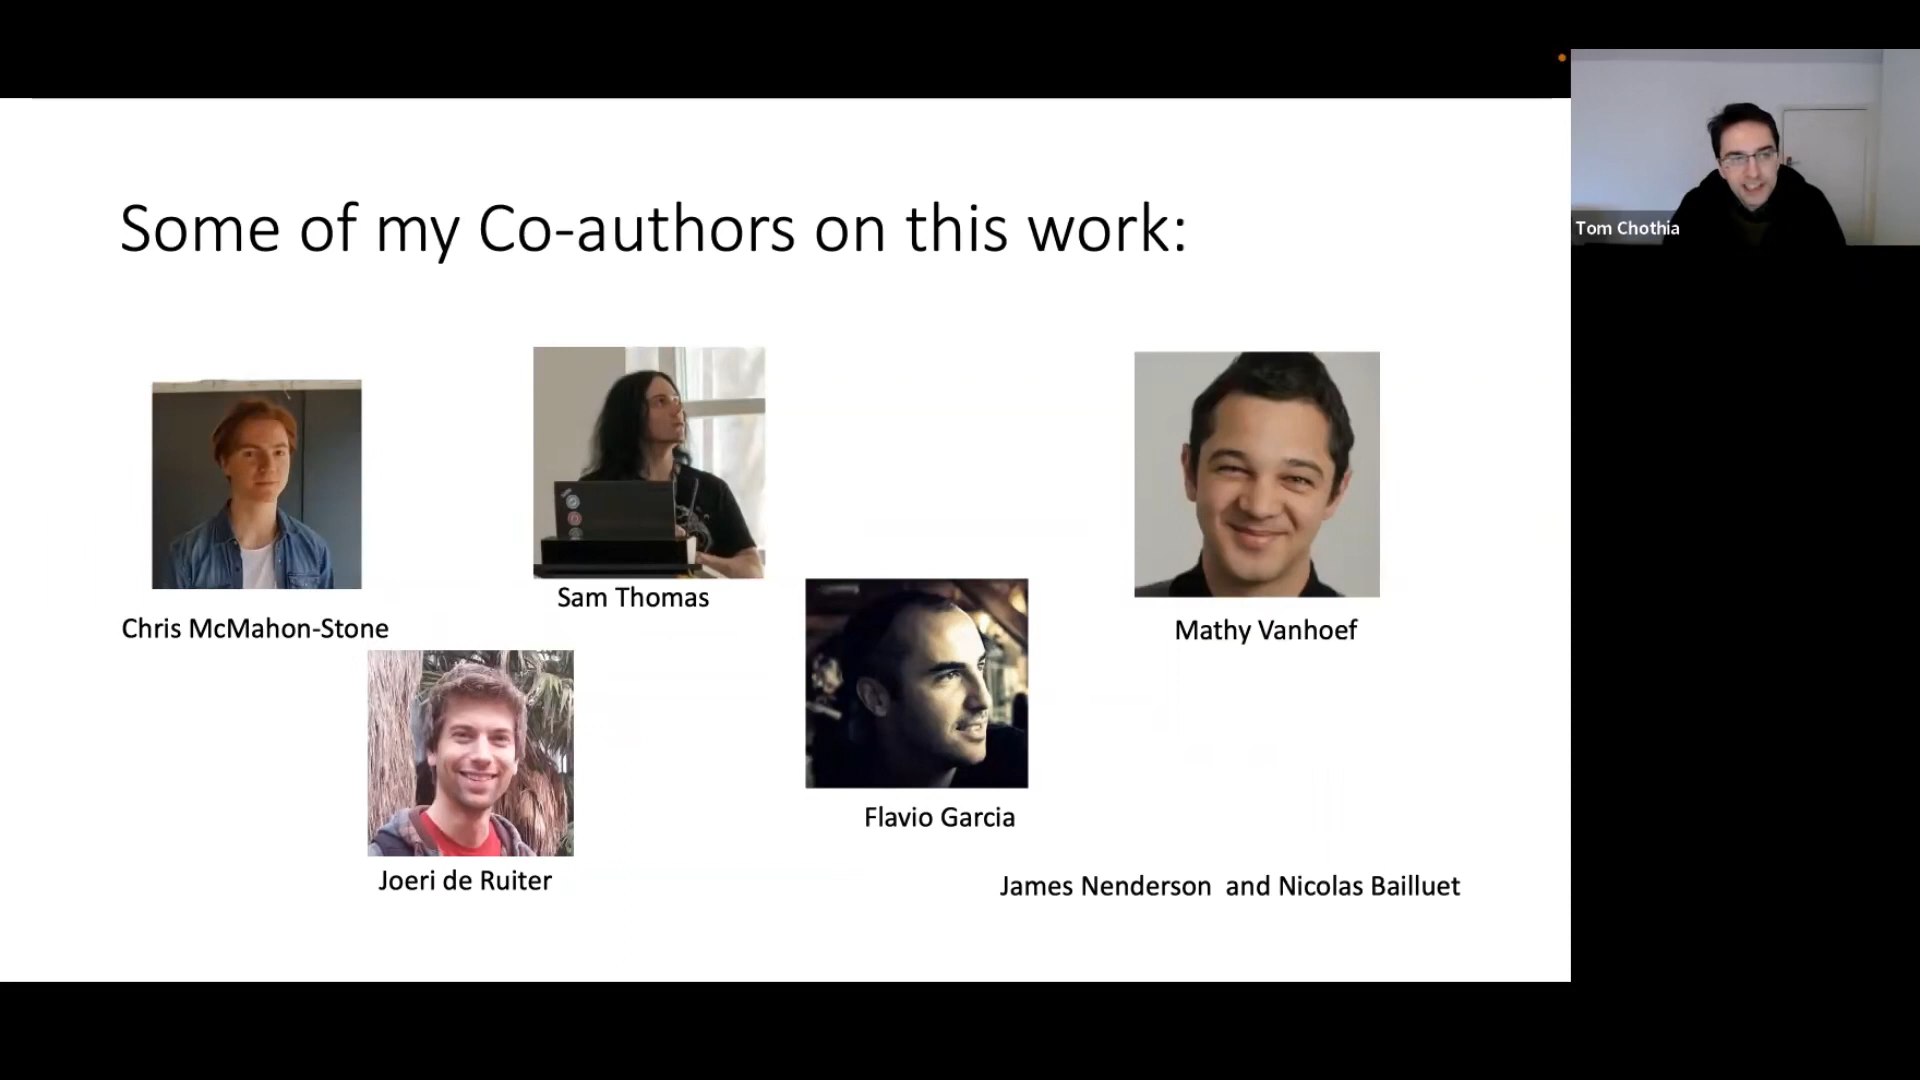 Some of my Co-authors on this work:
Tom Chothia
Sam Thomas
Chris McMahon-Stone
Mathy Vanhoef
Flavio Garcia
Joeri de Ruiter
James Nenderson and Nicolas Bailluet